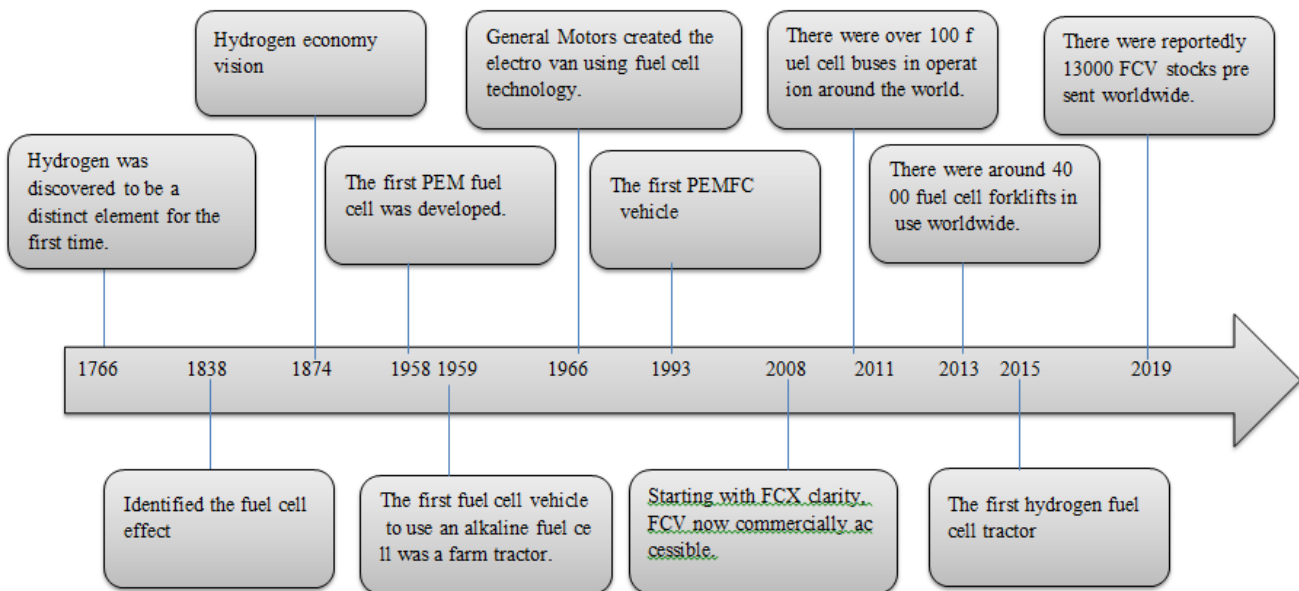 Hydrogen economy
vision
General Motors created the
electro van using fuel cell
technology.
There were over 100 f
uel cell buses in operat
ion around the world.
There were reportedly
13000 FCV stocks pre
sent worldwide.
Hydrogen was
discovered to be a
distinct element for the
first time.
The first PEM fuel
cell was developed.
The first PEMFC
vehicle
There were around 40
00 fuel cell forklifts in
use worldwide.
1766 1838 1874 1958 1959 1966 1993 2008 2011 2013 2015 2019
Identified the fuel cell
effect
The first fuel cell vehicle
to use an alkaline fuel ce
ll was a farm tractor.
Starting with FCX clarity,
FCV now commercially ac
cessible.
The first hydrogen fuel
cell tractor